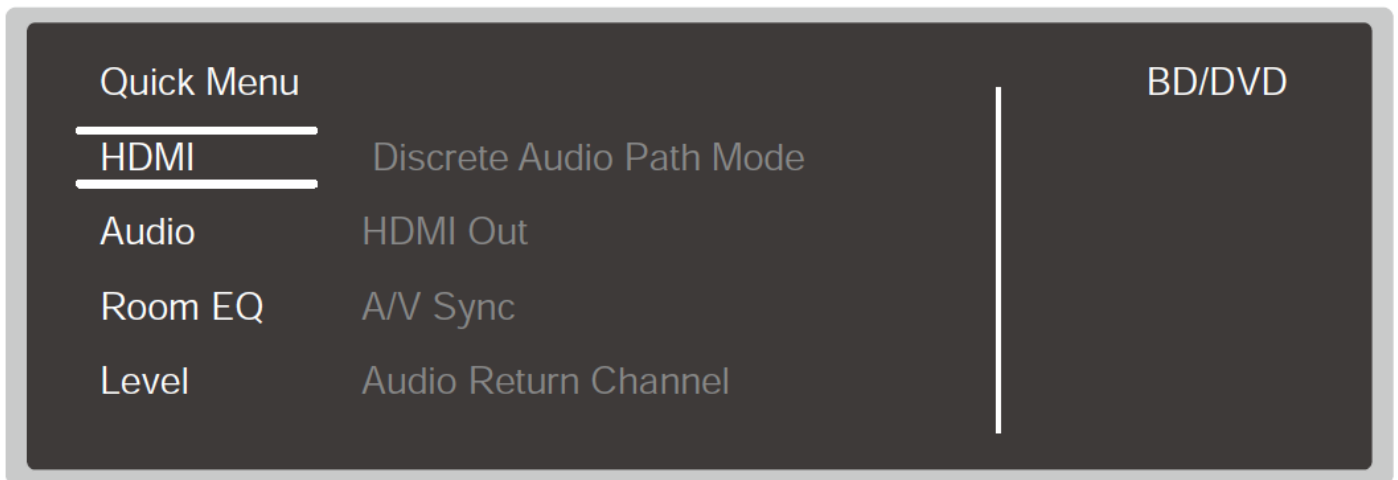 Quick Menu BD/DVD
HDMI Discrete Audio Path Mode
Audio HDMI Out
Room EQ A/V Sync
Level Audio Return Channel